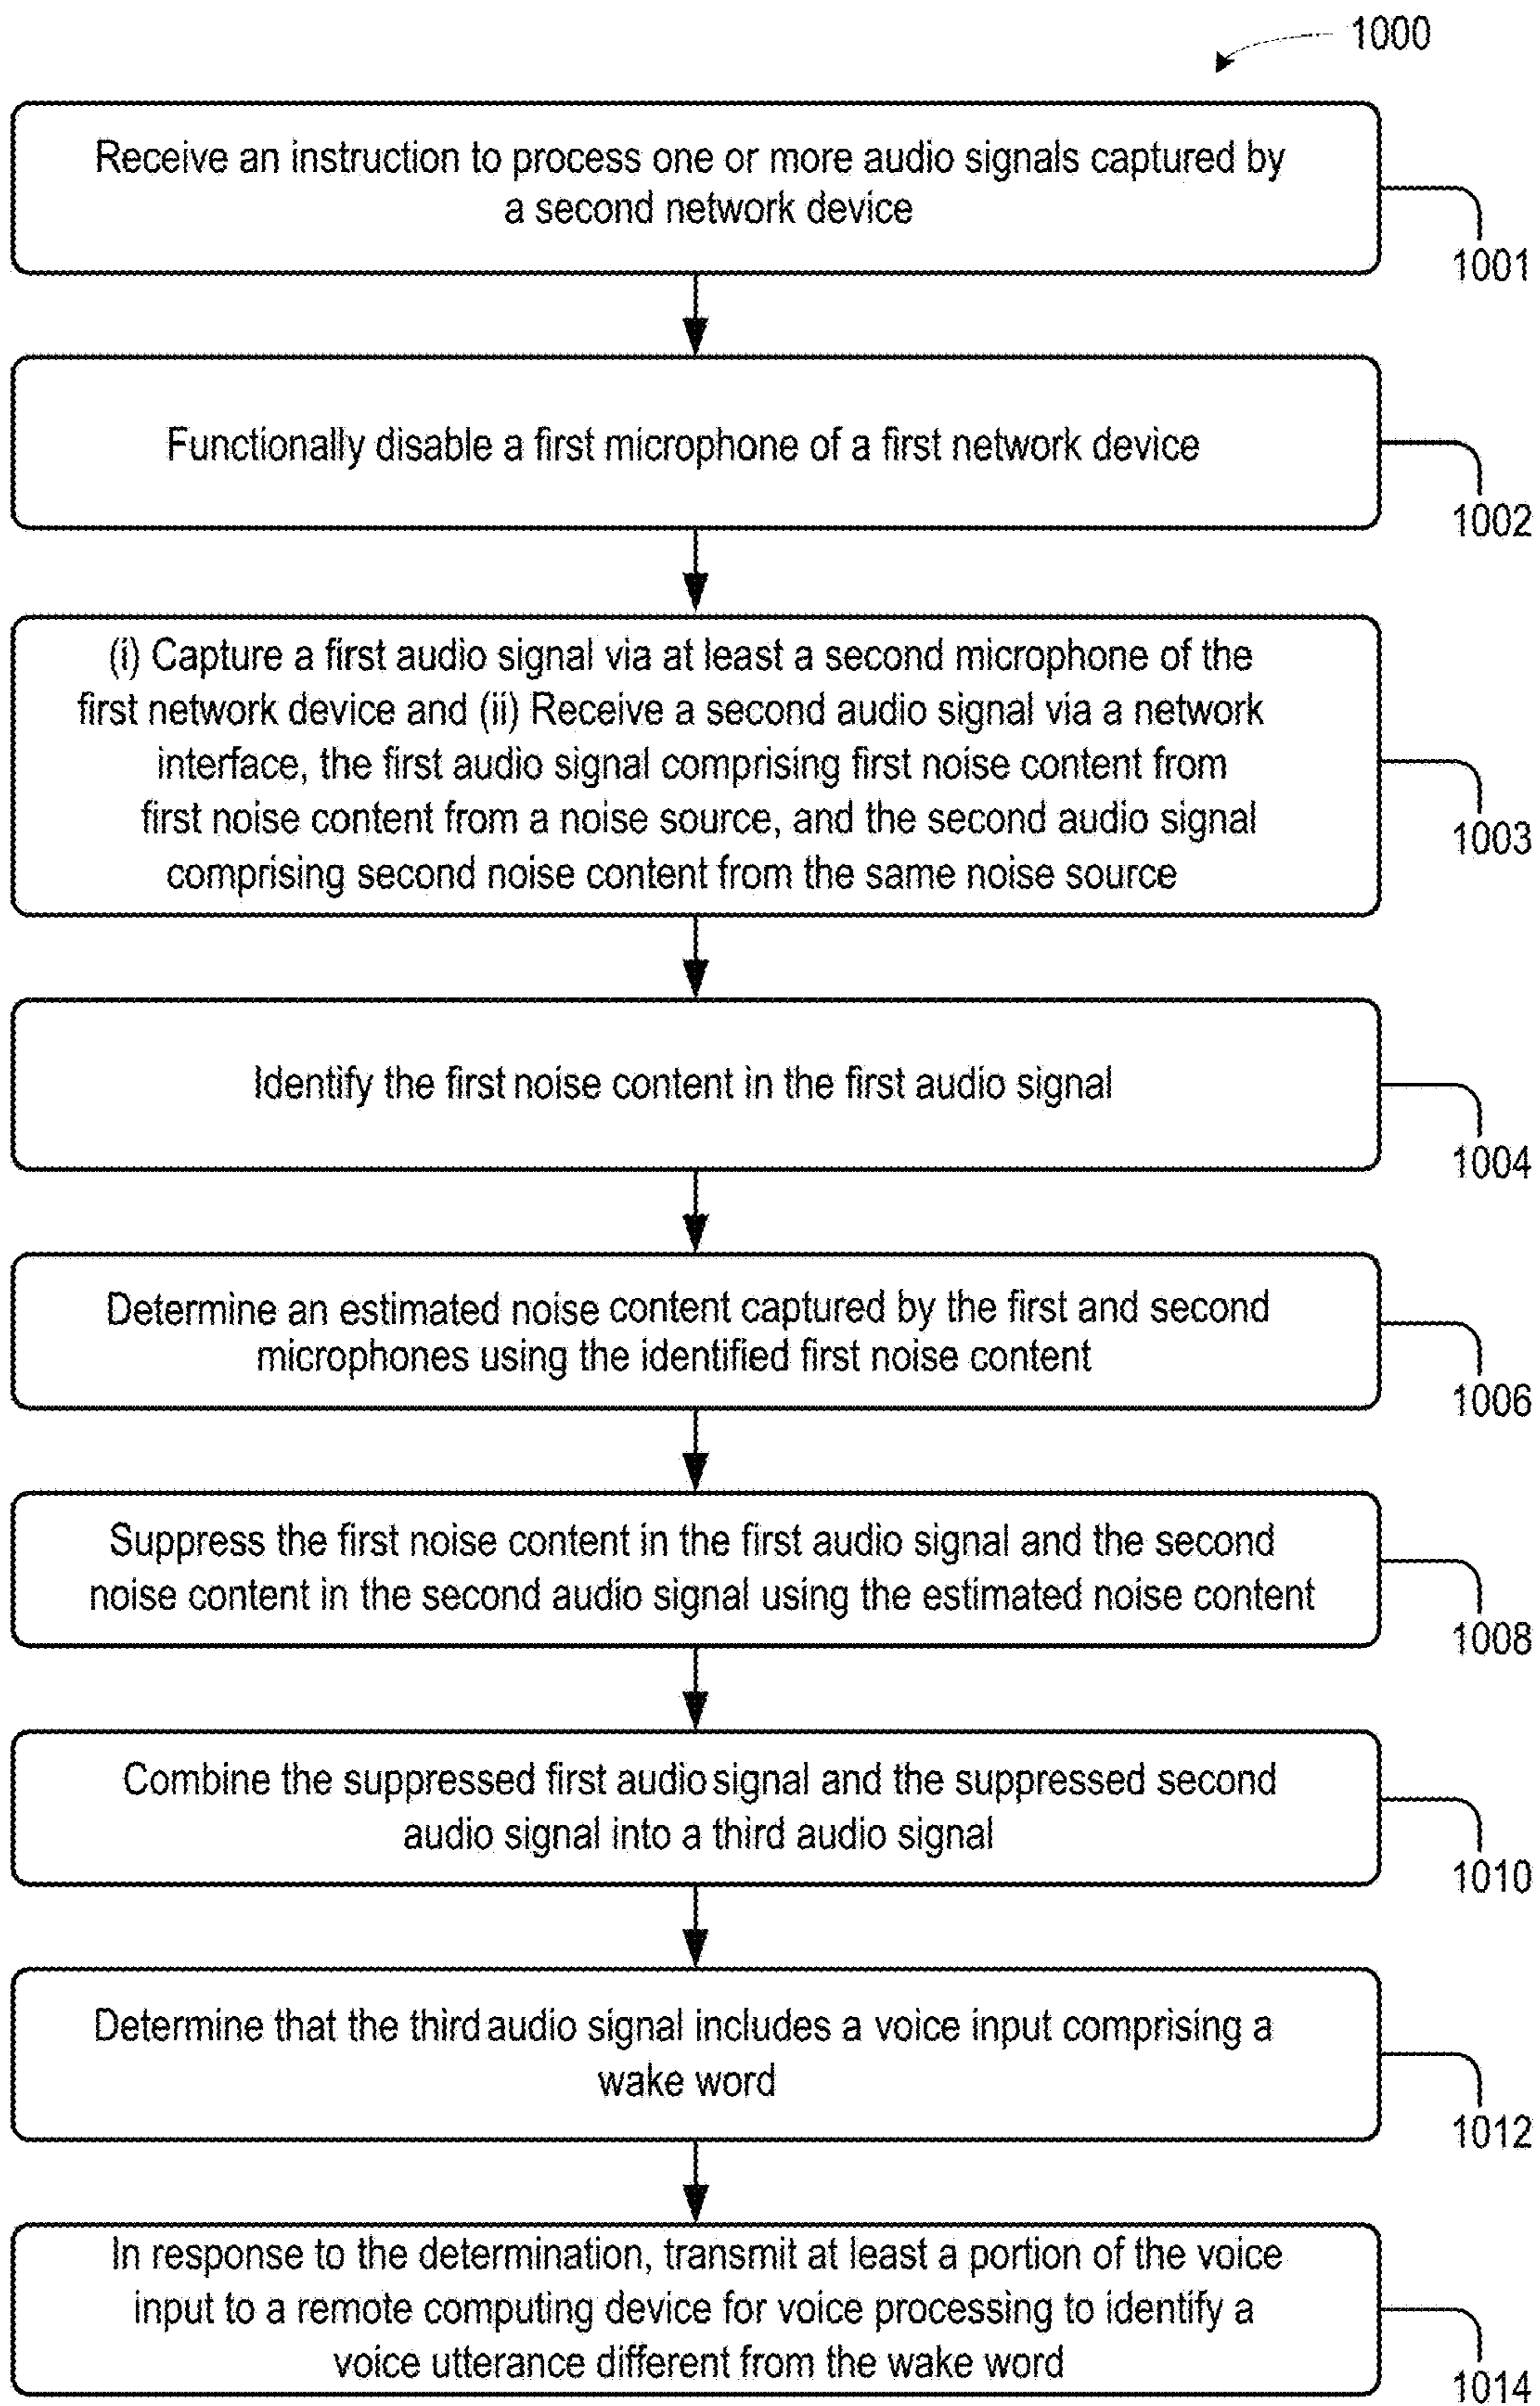 1000
Receive an instruction to process one or more audio signals captured by
a second network device
1001
Functionally disable a first microphone of a first network device
1002
(i) Capture a first audio signal via at least a second microphone of the
first network device and (ii) Receive a second audio signal via a network
interface, the first audio signal comprising first noise content from
first noise content from a noise source, and the second audio signal
comprising second noise content from the same noise source
1003
Identify the first noise content in the first audio signal
1004
Determine an estimated noise content captured by the first and second
microphones using the identified first noise content
1006
Suppress the first noise content in the first audio signal and the second
noise content in the second audio signal using the estimated noise content
1008
Combine the suppressed first audio signal and the suppressed second
audio signal into a third audio signal
1010
Determine that the third audio signal includes a voice input comprising a
wake word
1012
In response to the determination, transmit at least a portion of the voice
input to a remote computing device for voice processing to identify a
voice utterance different from the wake word
1014